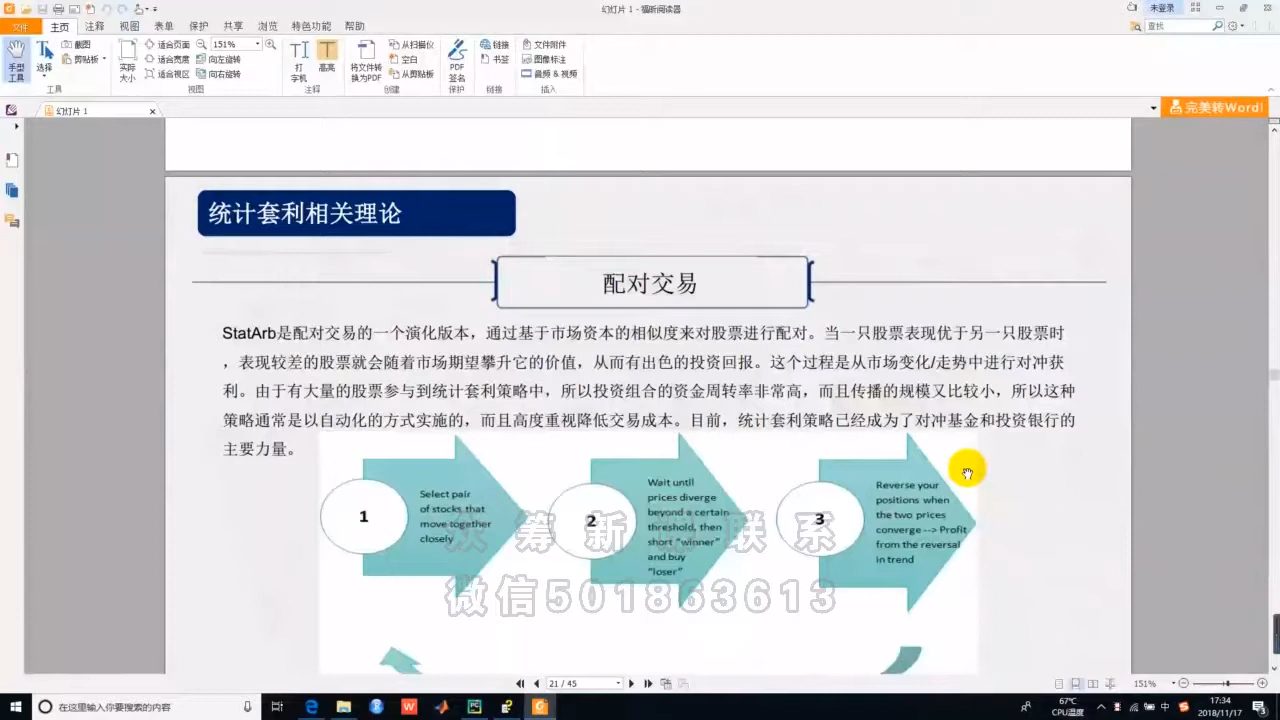 幻灯片 1 - 福昕阅读器
未登录
文件 主页 注释 视图 表单 保护 共享 浏览 特色功能 帮助
查找
手型工具
选择
截图
剪贴板
工具
实际大小
适合页面
适合宽度
适合视区
151%
向左旋转
向右旋转
视图
打字机
高亮
注释
将文件转换为PDF
从扫描仪
空白
从剪贴板
创建
PDF签名
保护
链接
书签
链接
文件附件
图像标注
音频 & 视频
插入
幻灯片 1
完美转Word!
统计套利相关理论
配对交易
StatArb是配对交易的一个演化版本，通过基于市场资本的相似度来对股票进行配对。当一只股票表现优于另一只股票时
，表现较差的股票就会随着市场期望攀升它的价值，从而有出色的投资回报。这个过程是从市场变化/走势中进行对冲获
利。由于有大量的股票参与到统计套利策略中，所以投资组合的资金周转率非常高，而且传播的规模又比较小，所以这种
策略通常是以自动化的方式实施的，而且高度重视降低交易成本。目前，统计套利策略已经成为了对冲基金和投资银行的
主要力量。
1
Select pair
of stocks that
move together
closely
2
Wait until
prices diverge
beyond a certain
threshold, then
short "winner"
and buy
"loser"
3
Reverse your
positions when
the two prices
converge --> Profit
from the reversal
in trend
众筹新课联系
微信501863613
21 / 45
151%
在这里输入你要搜索的内容
67℃
CPU温度
中
17:34
2018/11/17
3